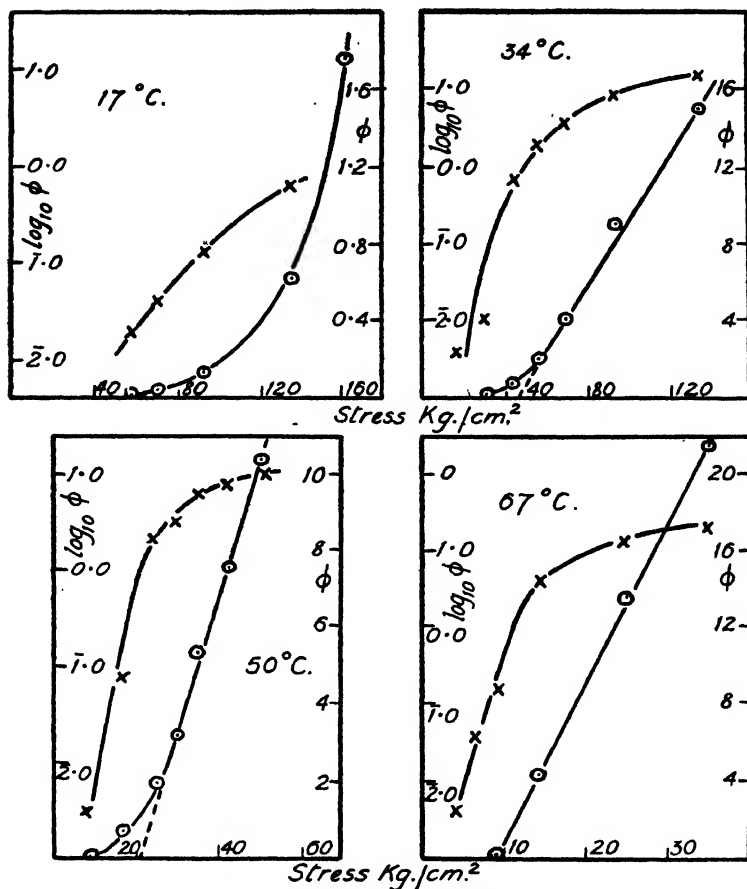 17°C.
1·0
0·0
log₁₀ φ
1̄·0
2̄·0
1·6
φ
1·2
0·8
0·4
40 80 120 160
34°C.
1·0
log₁₀ φ
0·0
1̄·0
2̄·0
16
φ
12
8
4
40 80 120
Stress Kg./cm.²
1·0
log₁₀ φ
0·0
1̄·0
2̄·0
50°C.
10
8
φ
6
4
2
20 40 60
67°C.
0
1·0
log₁₀ φ
0·0
1̄·0
2̄·0
20
16
φ
12
8
4
10 20 30
Stress Kg./cm.²